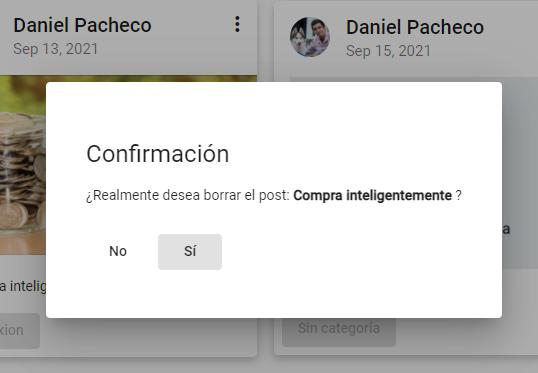 Daniel Pacheco
Sep 13, 2021
Daniel Pacheco
Sep 15, 2021
Confirmación
¿Realmente desea borrar el post: Compra inteligentemente ?
No
Sí
a intelig
a
xion
Sin categoría